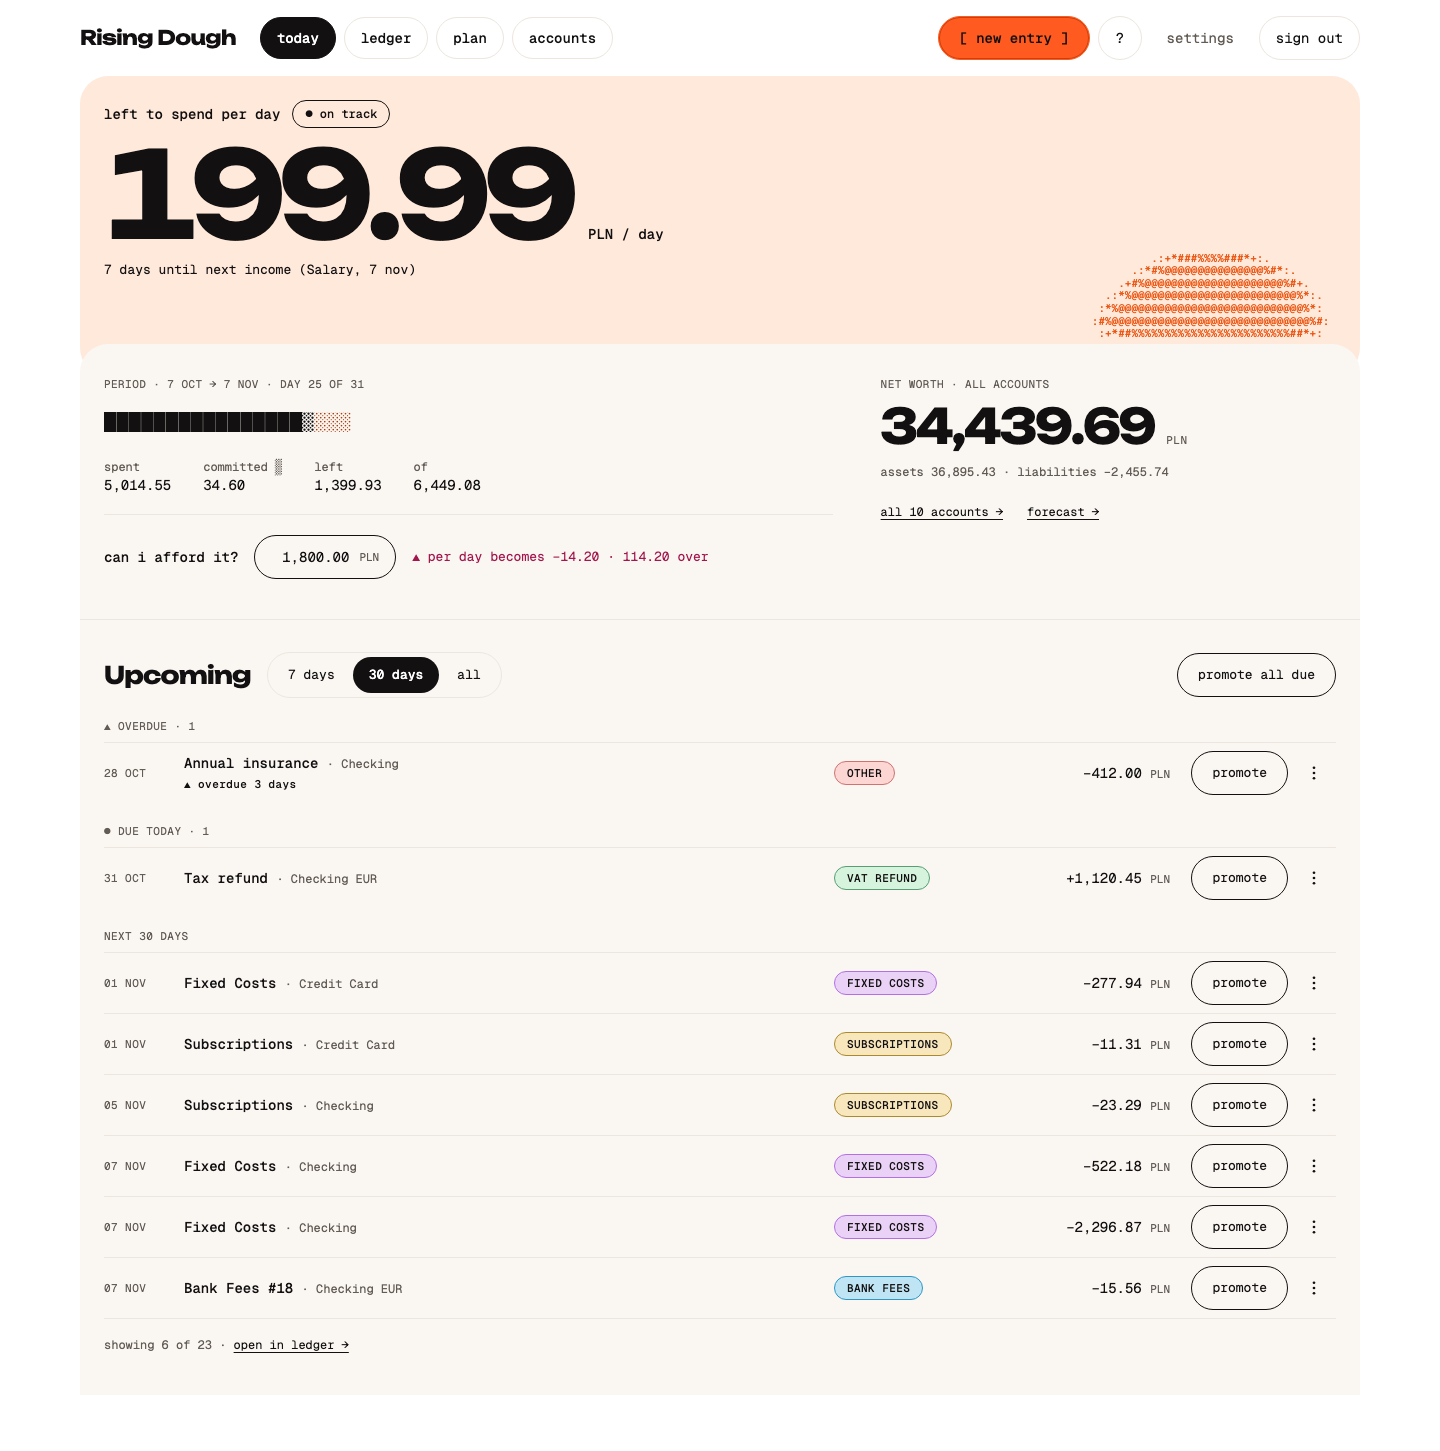 Rising Dough
today
ledger
plan
accounts
[ new entry ]
?
settings
sign out
left to spend per day
● on track
199.99 PLN / day
7 days until next income (Salary, 7 nov)
PERIOD · 7 OCT → 7 NOV · DAY 25 OF 31
spent
committed ▒
left
of
5,014.55
34.60
1,399.93
6,449.08
can i afford it?
1,800.00 PLN
▲ per day becomes −14.20 · 114.20 over
NET WORTH · ALL ACCOUNTS
34,439.69 PLN
assets 36,895.43 · liabilities −2,455.74
all 10 accounts →
forecast →
Upcoming
7 days
30 days
all
promote all due
▲ OVERDUE · 1
28 OCT
Annual insurance · Checking
▲ overdue 3 days
OTHER
−412.00 PLN
promote
● DUE TODAY · 1
31 OCT
Tax refund · Checking EUR
VAT REFUND
+1,120.45 PLN
promote
NEXT 30 DAYS
01 NOV
Fixed Costs · Credit Card
FIXED COSTS
−277.94 PLN
promote
01 NOV
Subscriptions · Credit Card
SUBSCRIPTIONS
−11.31 PLN
promote
05 NOV
Subscriptions · Checking
SUBSCRIPTIONS
−23.29 PLN
promote
07 NOV
Fixed Costs · Checking
FIXED COSTS
−522.18 PLN
promote
07 NOV
Fixed Costs · Checking
FIXED COSTS
−2,296.87 PLN
promote
07 NOV
Bank Fees #18 · Checking EUR
BANK FEES
−15.56 PLN
promote
showing 6 of 23 · open in ledger →